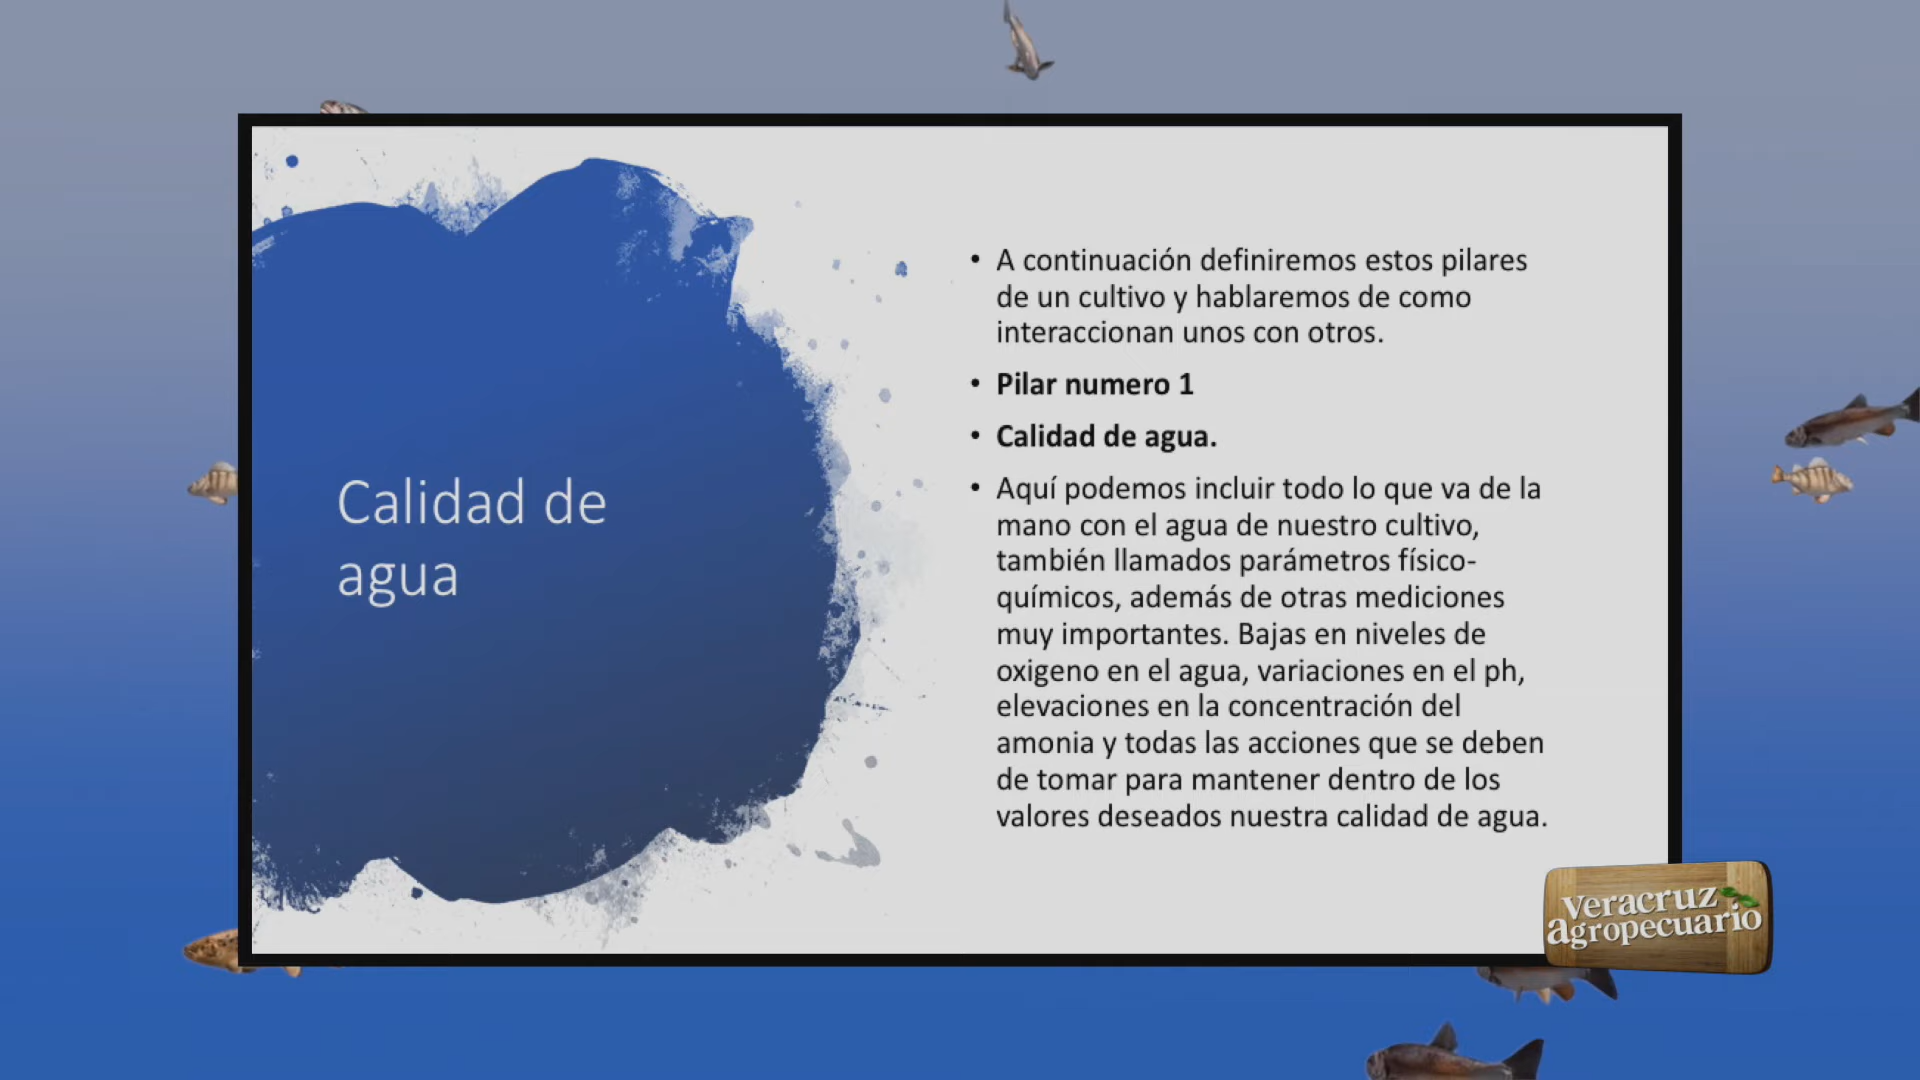 Calidad de
agua
• A continuación definiremos estos pilares
de un cultivo y hablaremos de como
interaccionan unos con otros.
• Pilar numero 1
• Calidad de agua.
• Aquí podemos incluir todo lo que va de la
mano con el agua de nuestro cultivo,
también llamados parámetros físico-
químicos, además de otras mediciones
muy importantes. Bajas en niveles de
oxigeno en el agua, variaciones en el ph,
elevaciones en la concentración del
amonia y todas las acciones que se deben
de tomar para mantener dentro de los
valores deseados nuestra calidad de agua.
veracruz
agropecuario